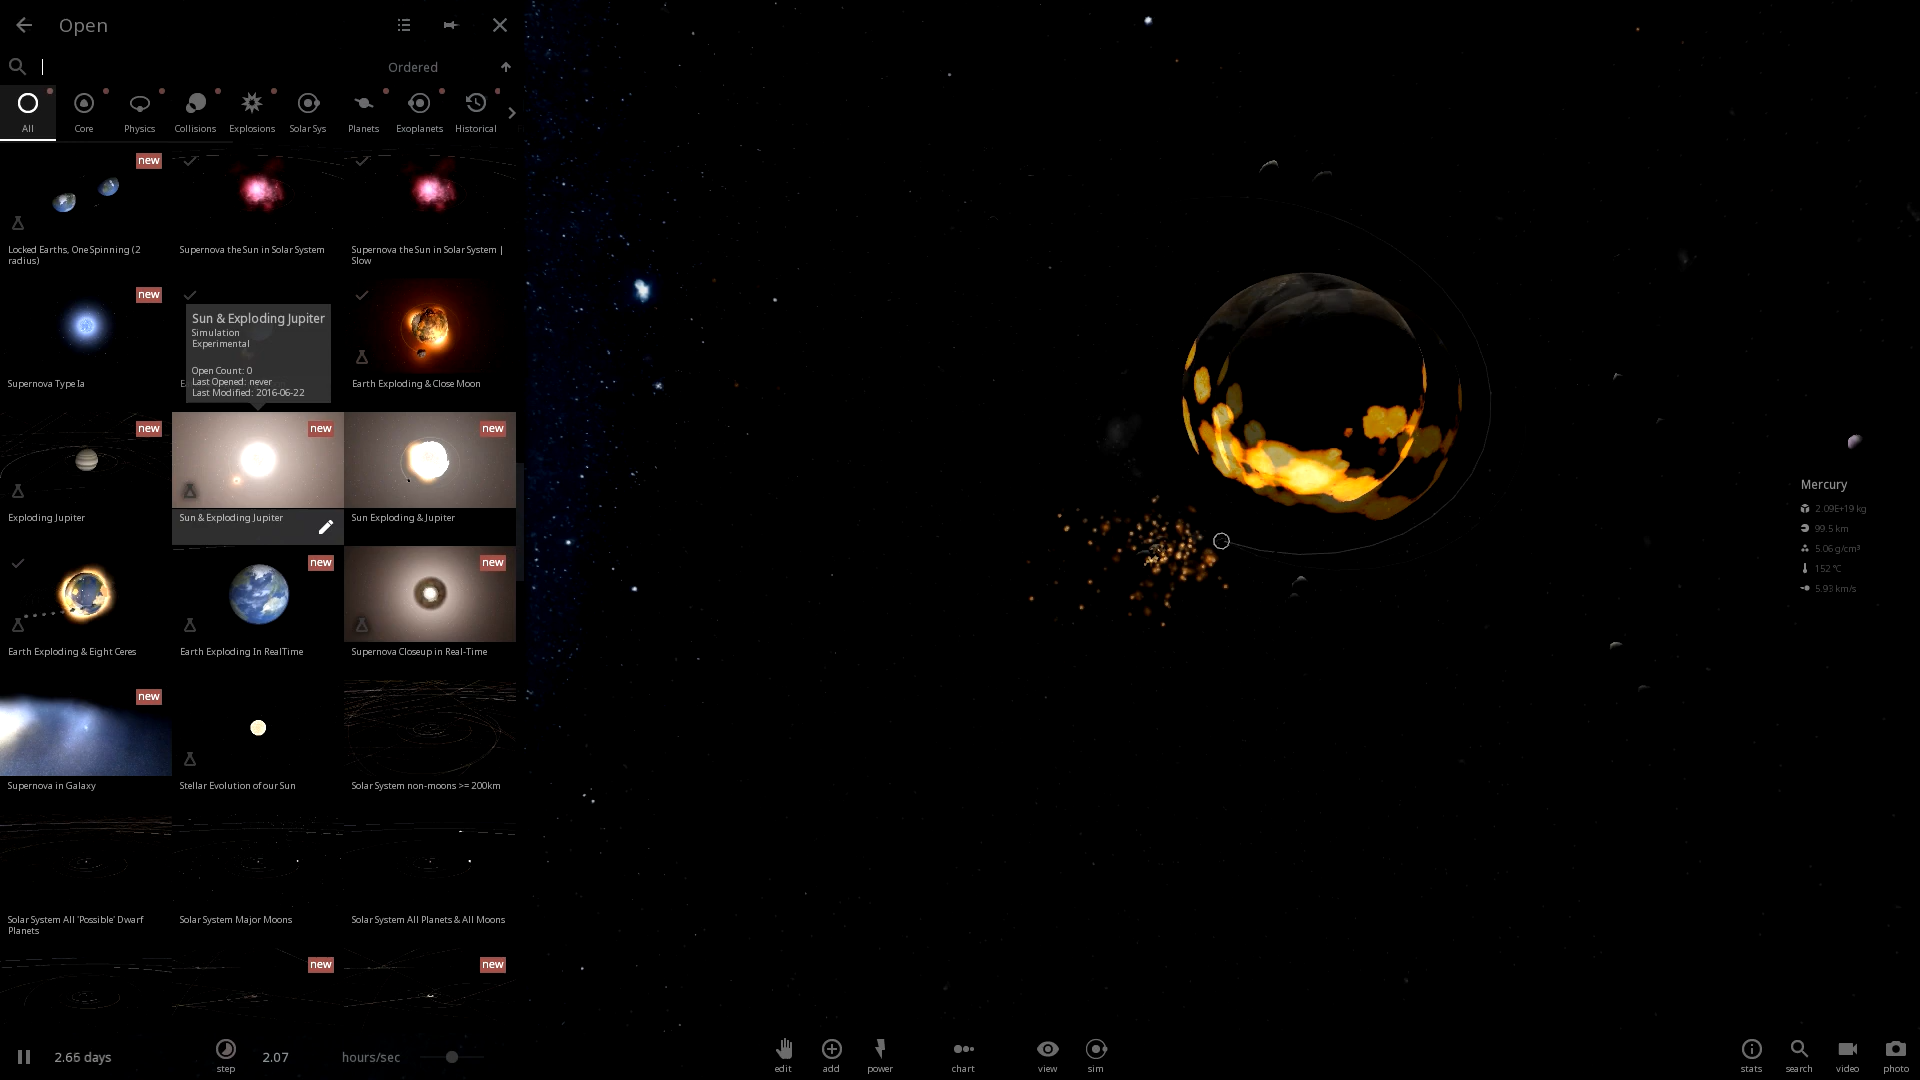 Open
Ordered
All
Core
Physics
Collisions
Explosions
Solar Sys
Planets
Exoplanets
Historical
new
Locked Earths, One Spinning (2
radius)
Supernova the Sun in Solar System
Supernova the Sun in Solar System |
Slow
new
Supernova Type Ia
Sun & Exploding Jupiter
Simulation
Experimental
Open Count: 0
Last Opened: never
Last Modified: 2016-06-22
Earth Exploding & Close Moon
new
Exploding Jupiter
new
Sun & Exploding Jupiter
new
Sun Exploding & Jupiter
Earth Exploding & Eight Ceres
new
Earth Exploding In RealTime
new
Supernova Closeup in Real-Time
new
Supernova in Galaxy
Stellar Evolution of our Sun
Solar System non-moons >= 200km
Solar System All 'Possible' Dwarf
Planets
Solar System Major Moons
Solar System All Planets & All Moons
new
new
Mercury
2.09E+19 kg
99.5 km
5.06 g/cm³
152 °C
5.93 km/s
2.66 days
step
2.07
hours/sec
edit
add
power
chart
view
sim
stats
search
video
photo